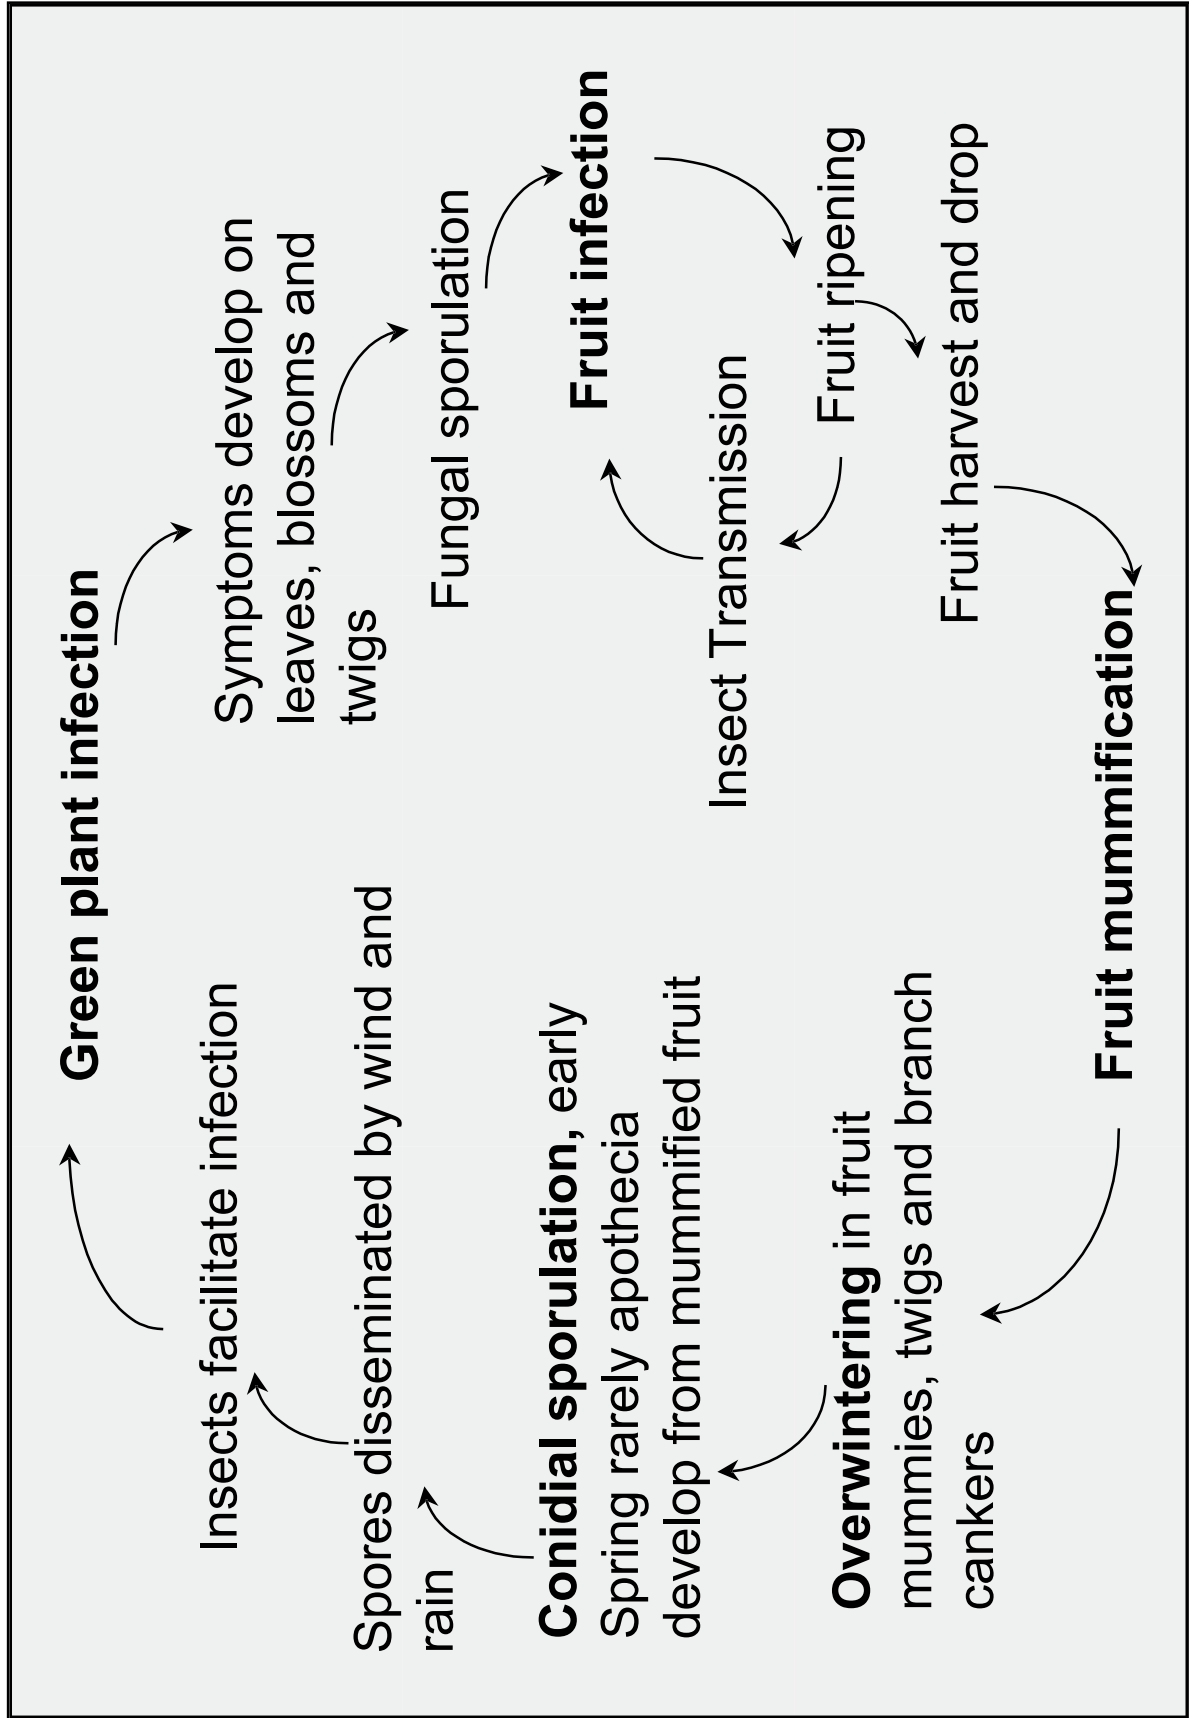 Green plant infection
Symptoms develop on
leaves, blossoms and
twigs
Fungal sporulation
Fruit infection
Insect Transmission
Fruit ripening
Fruit harvest and drop
Fruit mummification
Overwintering in fruit
mummies, twigs and branch
cankers
Conidial sporulation, early
Spring rarely apothecia
develop from mummified fruit
Spores disseminated by wind and
rain
Insects facilitate infection